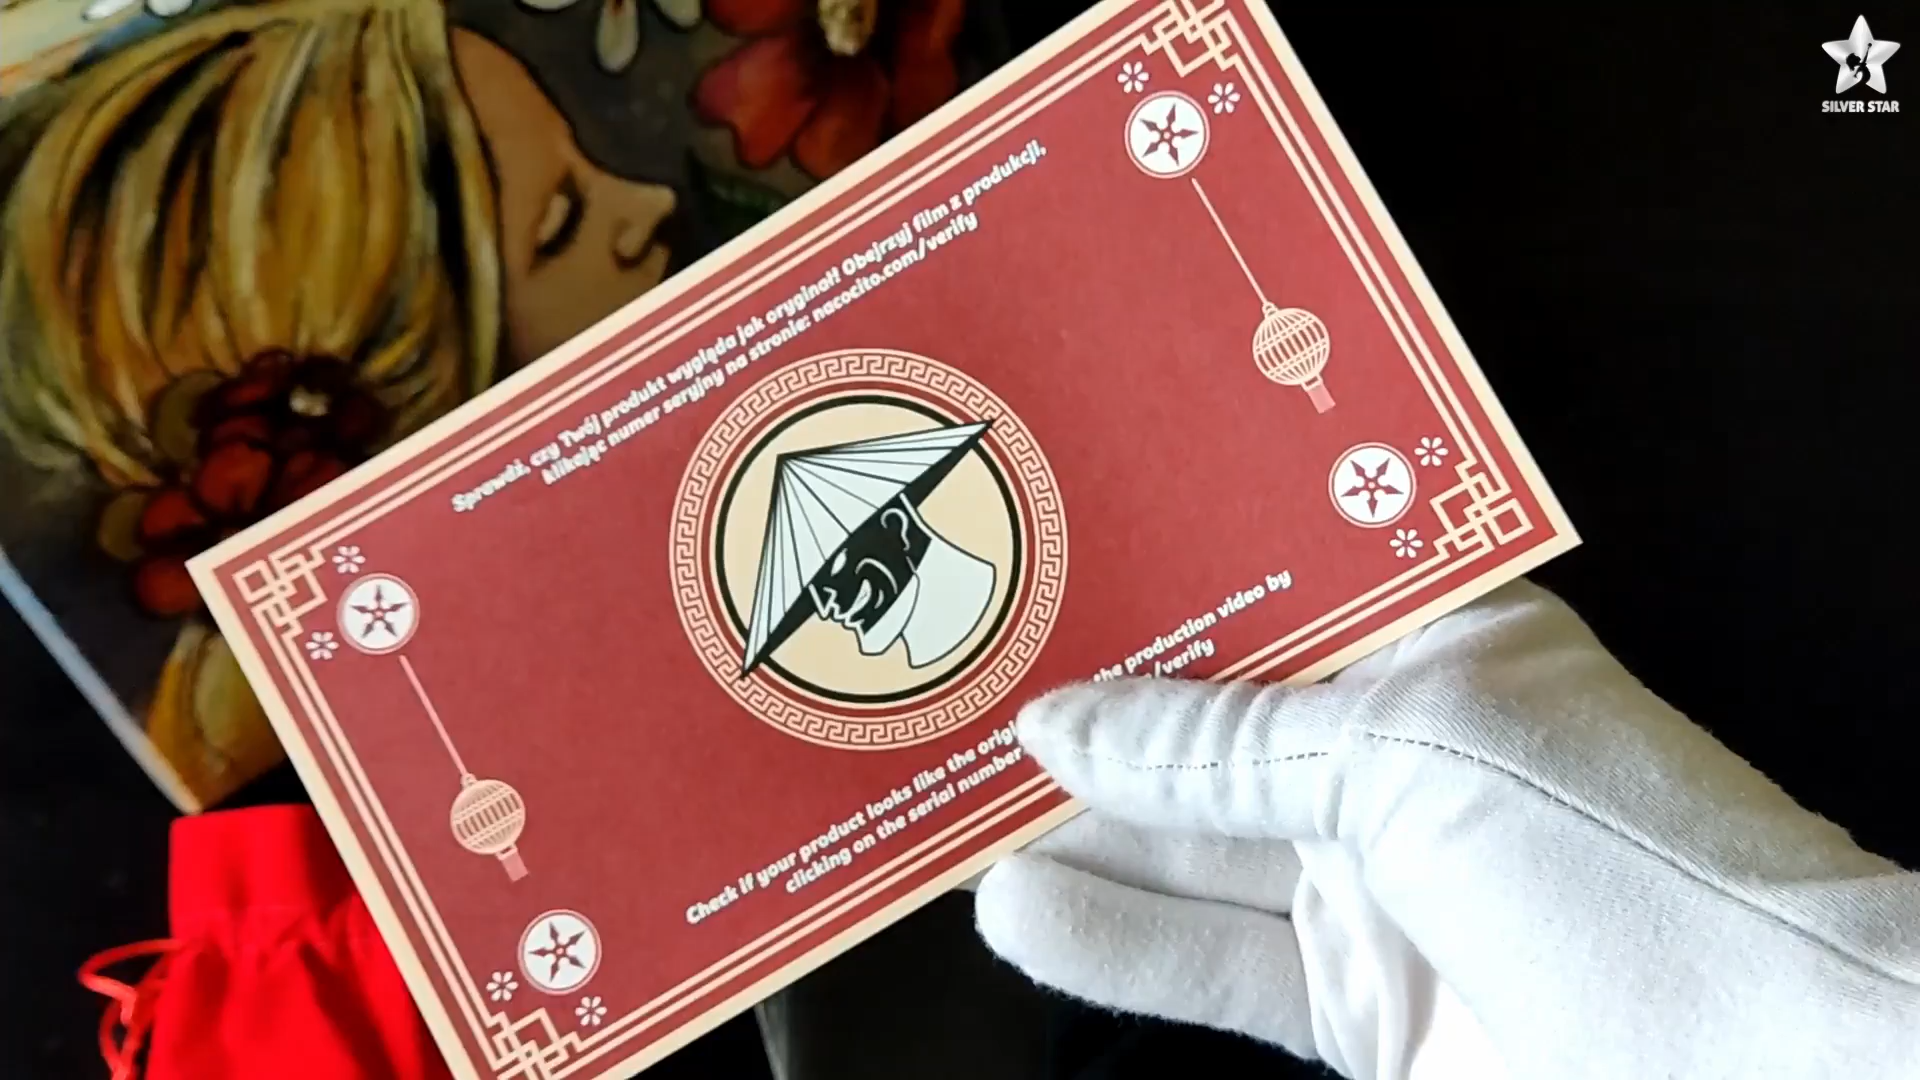 SILVER STAR
Sprawdź, czy Twój produkt wygląda jak oryginał! Obejrzyj film z produkcji,
klikając numer seryjny na stronie: nacocito.com/verify
Check if your product looks like the the production video by
clicking on the serial number /verify